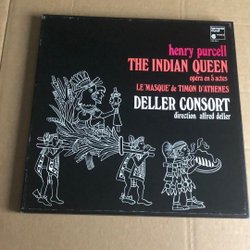 henry purcell
THE INDIAN QUEEN
opéra en 5 actes
LE "MASQUE" de TIMON D'ATHENES
DELLER CONSORT
direction alfred deller